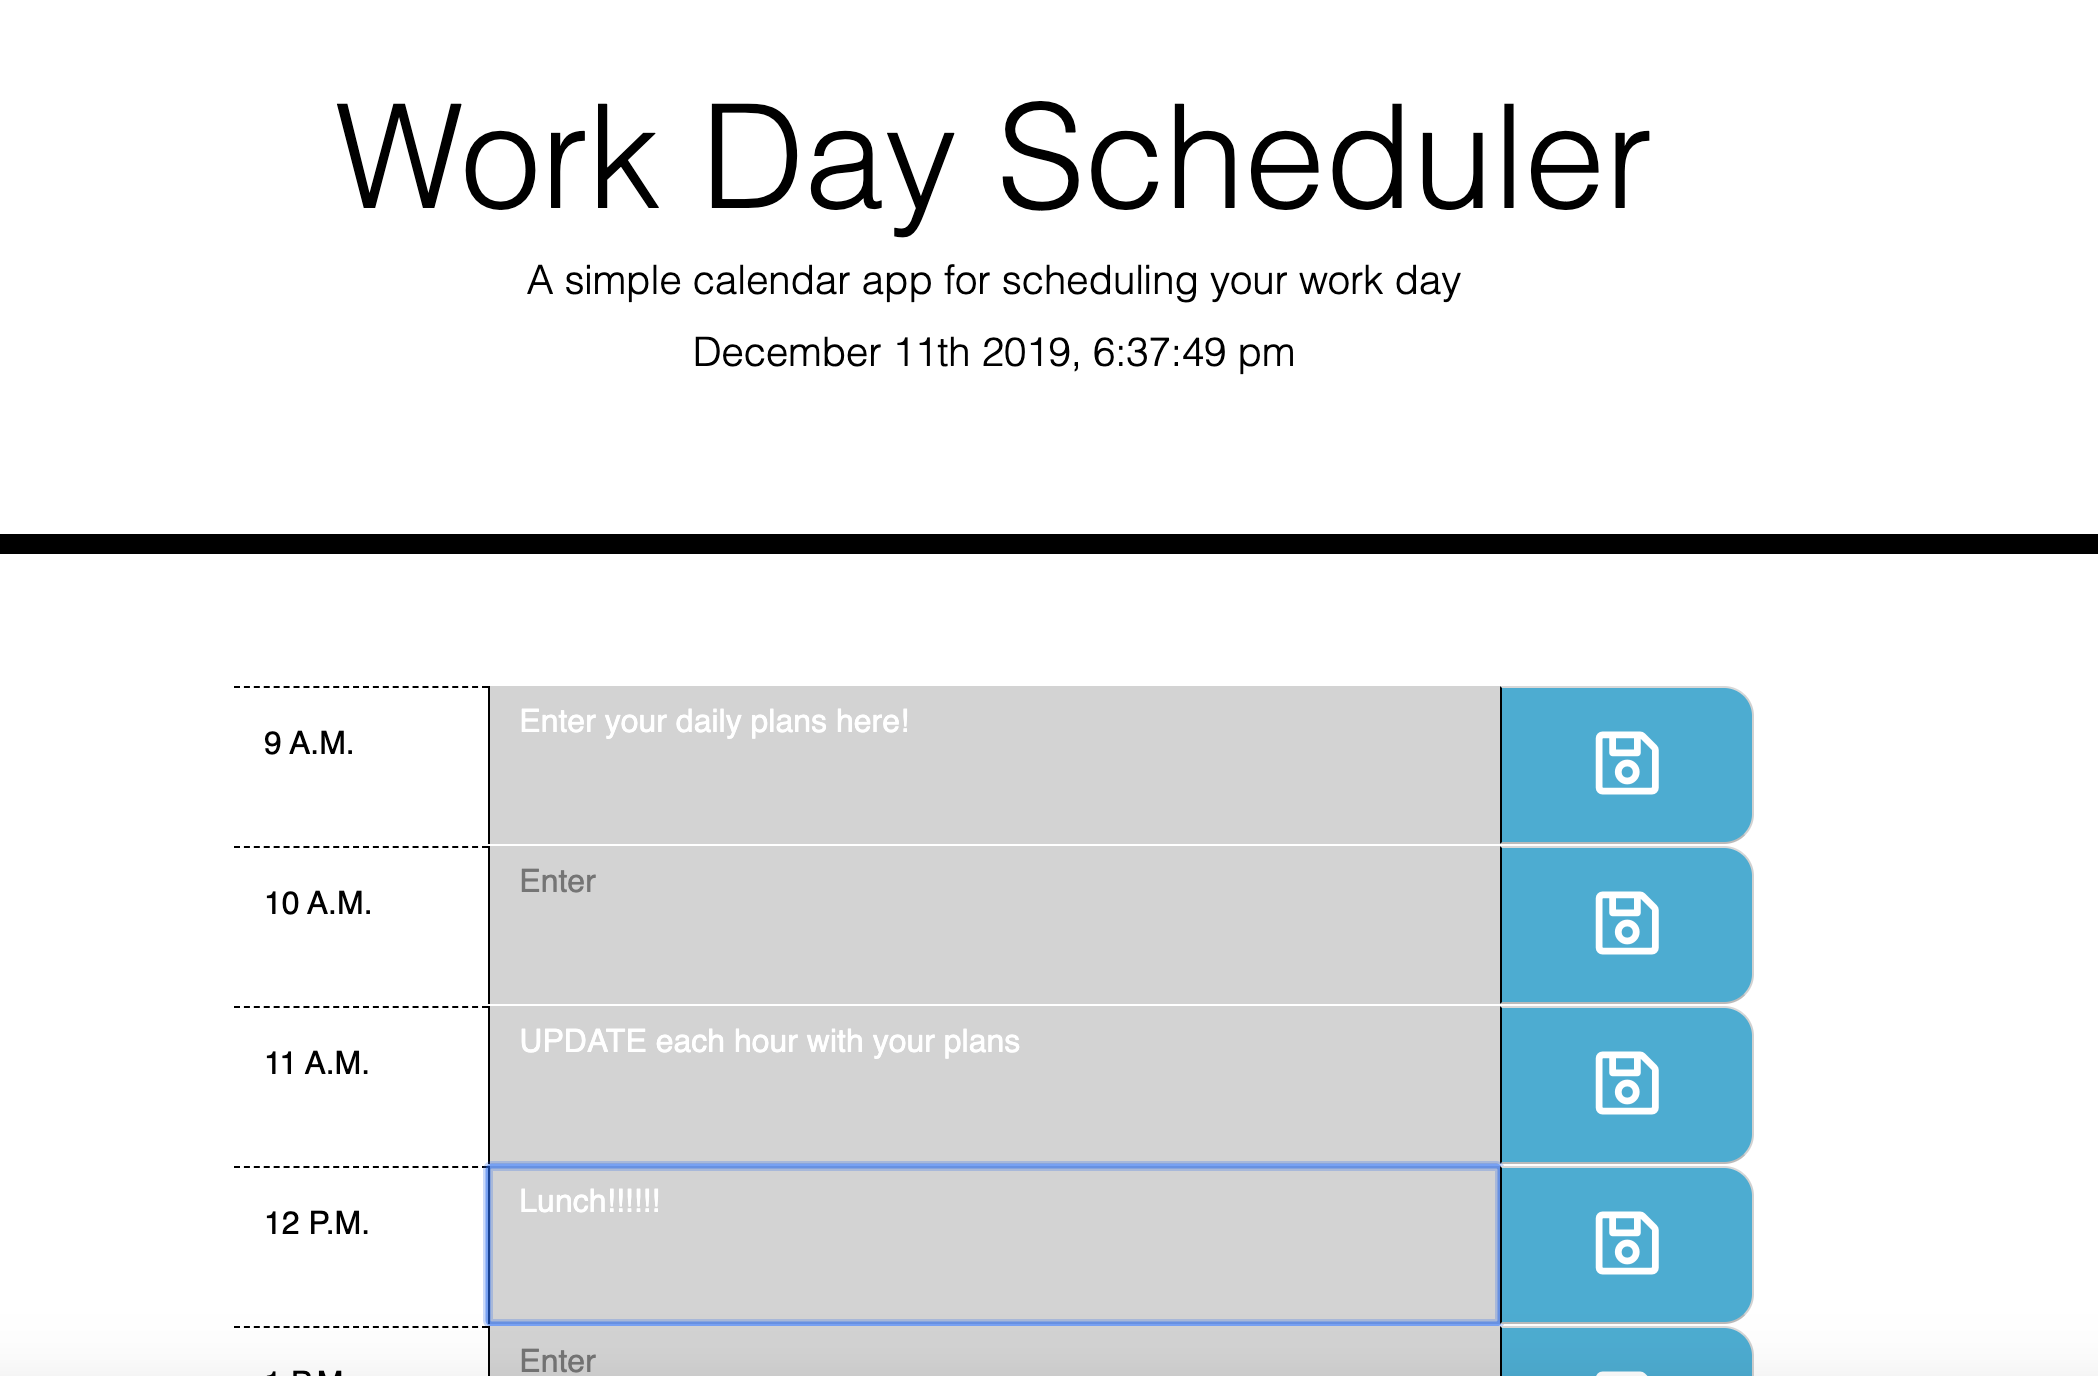 Work Day Scheduler
A simple calendar app for scheduling your work day
December 11th 2019, 6:37:49 pm
9 A.M.
Enter your daily plans here!
10 A.M.
Enter
11 A.M.
UPDATE each hour with your plans
12 P.M.
Lunch!!!!!!
1 P.M.
Enter